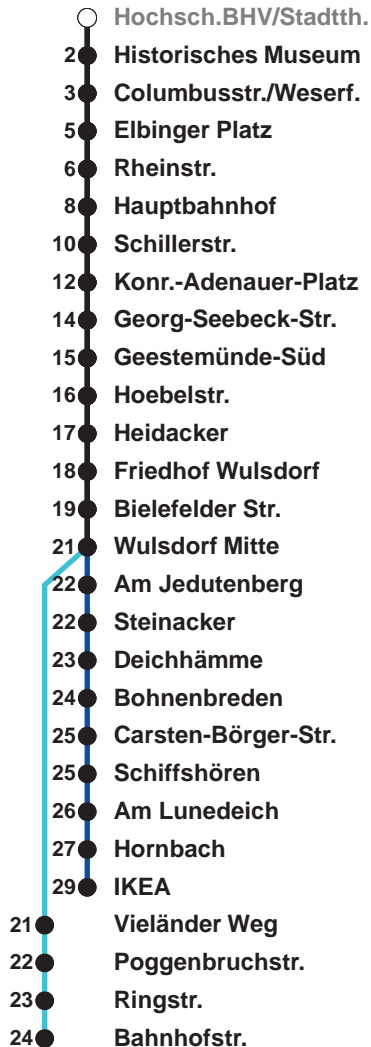 Hochsch.BHV/Stadtth.
2 Historisches Museum
3 Columbusstr./Weserf.
5 Elbinger Platz
6 Rheinstr.
8 Hauptbahnhof
10 Schillerstr.
12 Konr.-Adenauer-Platz
14 Georg-Seebeck-Str.
15 Geestemünde-Süd
16 Hoebelstr.
17 Heidacker
18 Friedhof Wulsdorf
19 Bielefelder Str.
21 Wulsdorf Mitte
22 Am Jedutenberg
22 Steinacker
23 Deichhämme
24 Bohnenbreden
25 Carsten-Börger-Str.
25 Schiffshören
26 Am Lunedeich
27 Hornbach
29 IKEA
21 Vieländer Weg
22 Poggenbruchstr.
23 Ringstr.
24 Bahnhofstr.